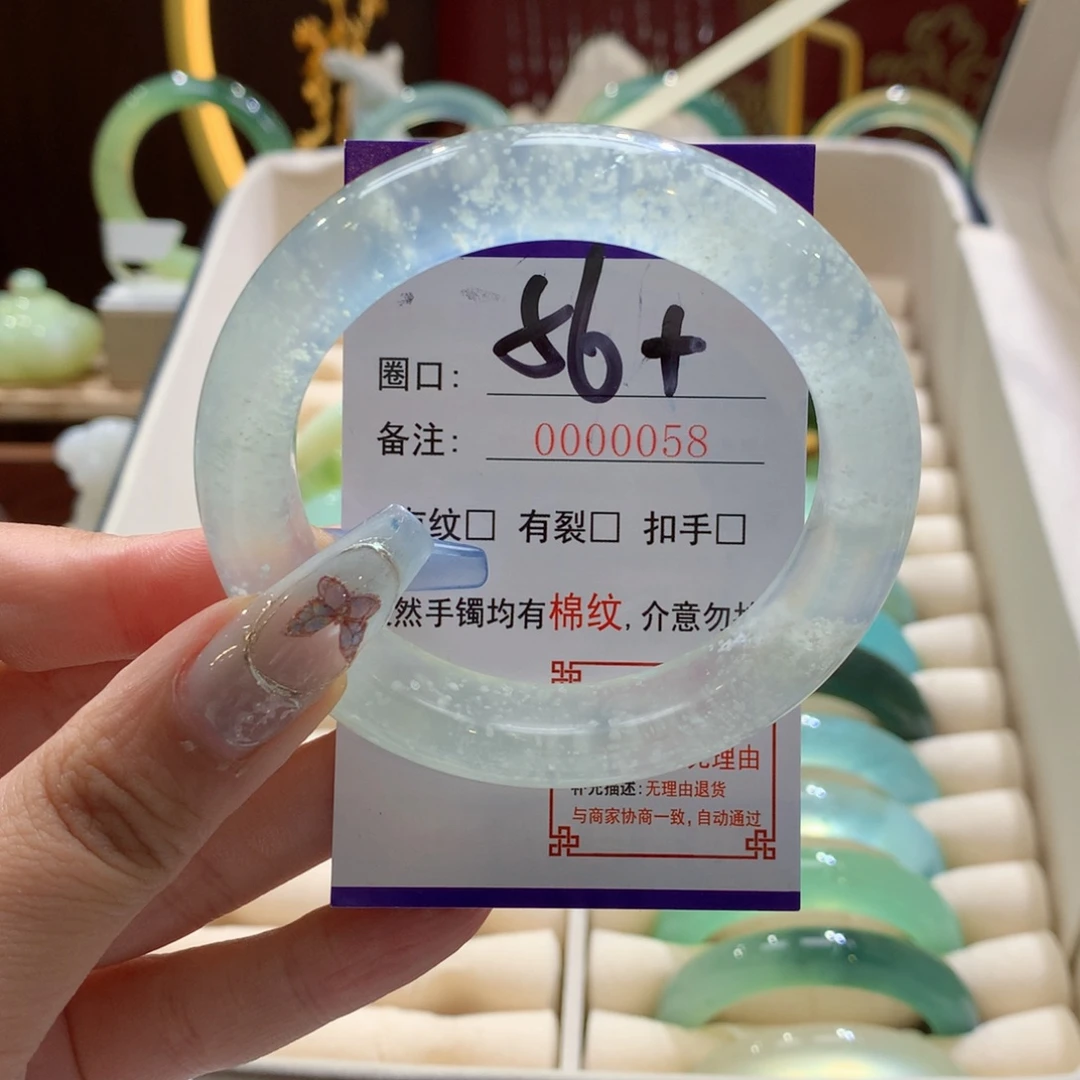 圈口: 56+
备注: 0000058
纹□ 有裂□ 扣手□
然手镯均有棉纹, 介意勿
理由
补充描述: 无理由退货
与商家协商一致, 自动通过